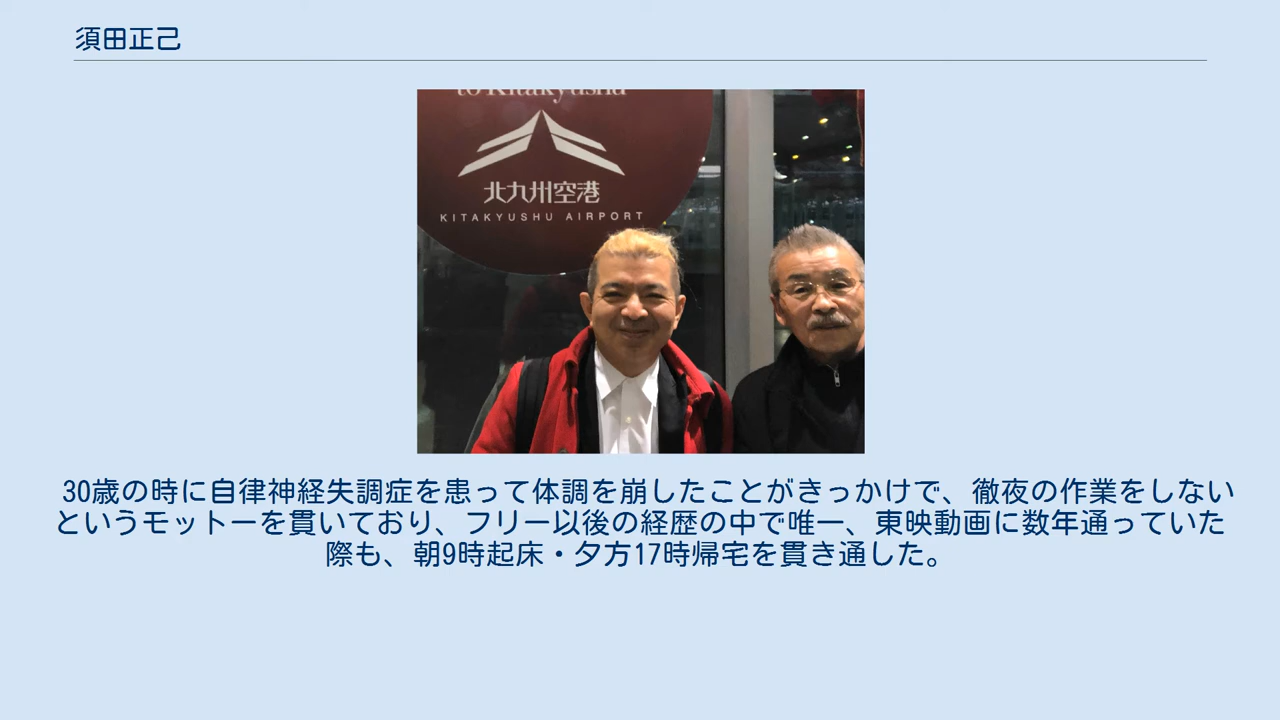 須田正己
to Kitakyushu
北九州空港
KITAKYUSHU AIRPORT
30歳の時に自律神経失調症を患って体調を崩したことがきっかけで、徹夜の作業をしない
というモットーを貫いており、フリー以後の経歴の中で唯一、東映動画に数年通っていた
際も、朝9時起床・夕方17時帰宅を貫き通した。